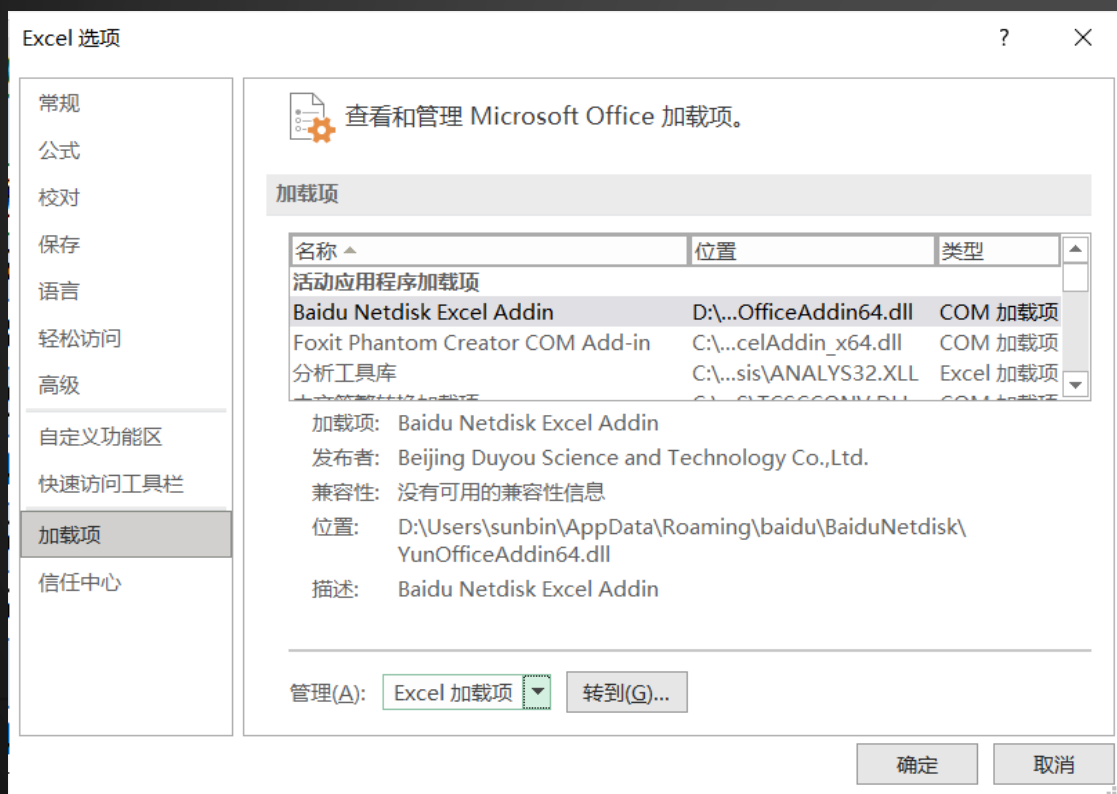 Excel 选项
?
常规
公式
校对
保存
语言
轻松访问
高级
自定义功能区
快速访问工具栏
加载项
信任中心
查看和管理 Microsoft Office 加载项。
加载项
名称 位置 类型
活动应用程序加载项
Baidu Netdisk Excel Addin D:\...OfficeAddin64.dll COM 加载项
Foxit Phantom Creator COM Add-in C:\...celAddin_x64.dll COM 加载项
分析工具库 C:\...sis\ANALYS32.XLL Excel 加载项
加载项: Baidu Netdisk Excel Addin
发布者: Beijing Duyou Science and Technology Co.,Ltd.
兼容性: 没有可用的兼容性信息
位置: D:\Users\sunbin\AppData\Roaming\baidu\BaiduNetdisk\
YunOfficeAddin64.dll
描述: Baidu Netdisk Excel Addin
管理(A): Excel 加载项 转到(G)...
确定 取消